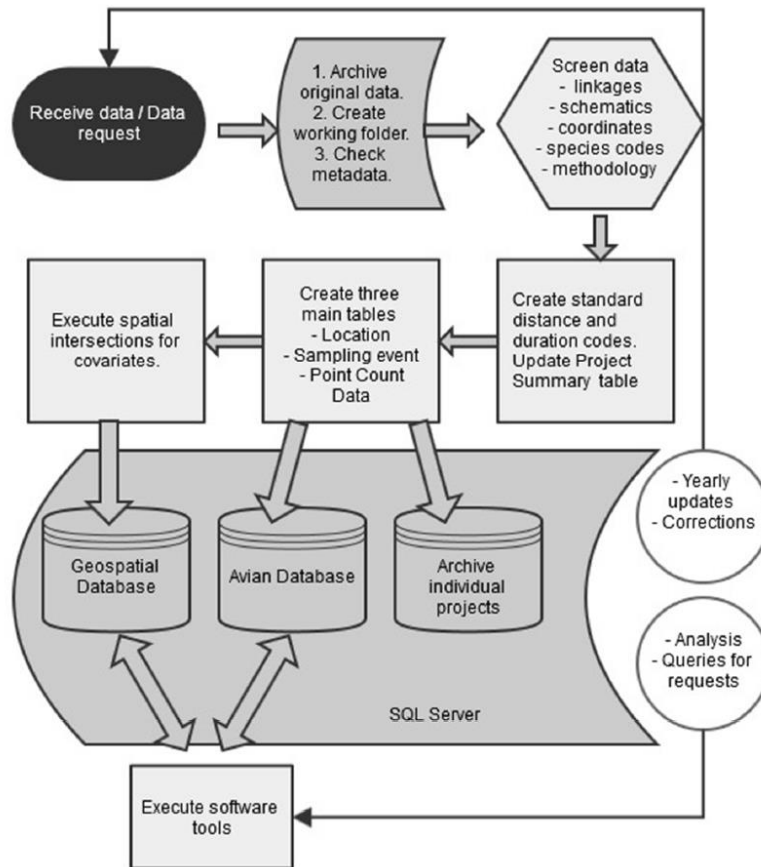 Receive data / Data
request
1. Archive
original data.
2. Create
working folder.
3. Check
metadata.
Screen data
- linkages
- schematics
- coordinates
- species codes
- methodology
Create standard
distance and
duration codes.
Update Project
Summary table
Create three
main tables
- Location
- Sampling event
- Point Count
Data
Execute spatial
intersections for
covariates.
Geospatial
Database
Avian Database
Archive
individual
projects
SQL Server
- Yearly
updates
- Corrections
- Analysis
- Queries for
requests
Execute software
tools